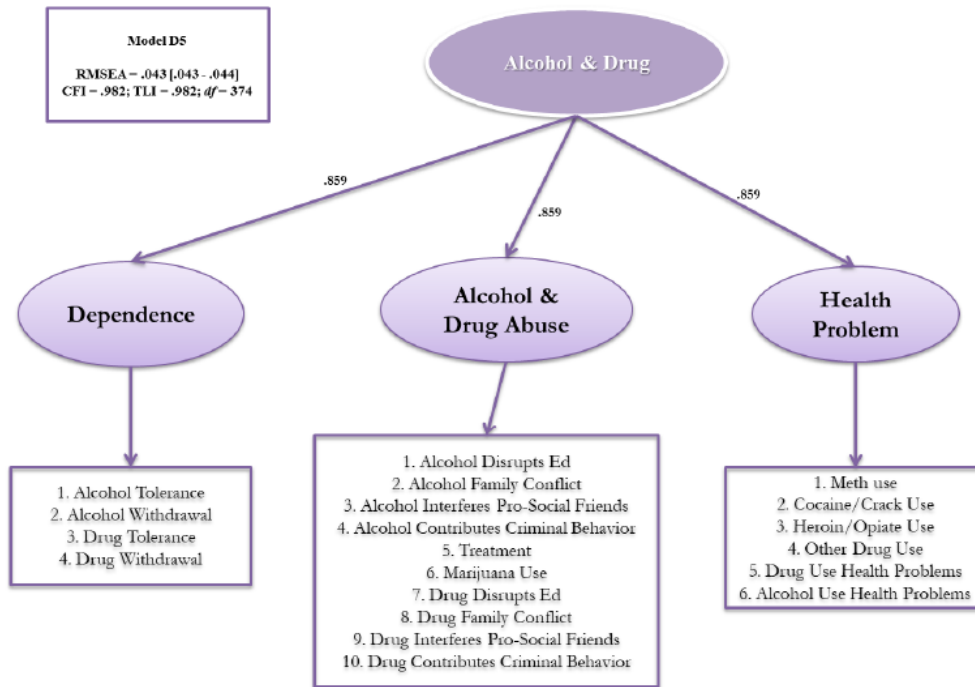 Model D5
RMSEA = .043 [.043 - .044]
CFI = .982; TLI = .982; df = 374
Alcohol & Drug
.859
.859
.859
Dependence
Alcohol &
Drug Abuse
Health
Problem
1. Alcohol Tolerance
2. Alcohol Withdrawal
3. Drug Tolerance
4. Drug Withdrawal
1. Alcohol Disrupts Ed
2. Alcohol Family Conflict
3. Alcohol Interferes Pro-Social Friends
4. Alcohol Contributes Criminal Behavior
5. Treatment
6. Marijuana Use
7. Drug Disrupts Ed
8. Drug Family Conflict
9. Drug Interferes Pro-Social Friends
10. Drug Contributes Criminal Behavior
1. Meth use
2. Cocaine/Crack Use
3. Heroin/Opiate Use
4. Other Drug Use
5. Drug Use Health Problems
6. Alcohol Use Health Problems